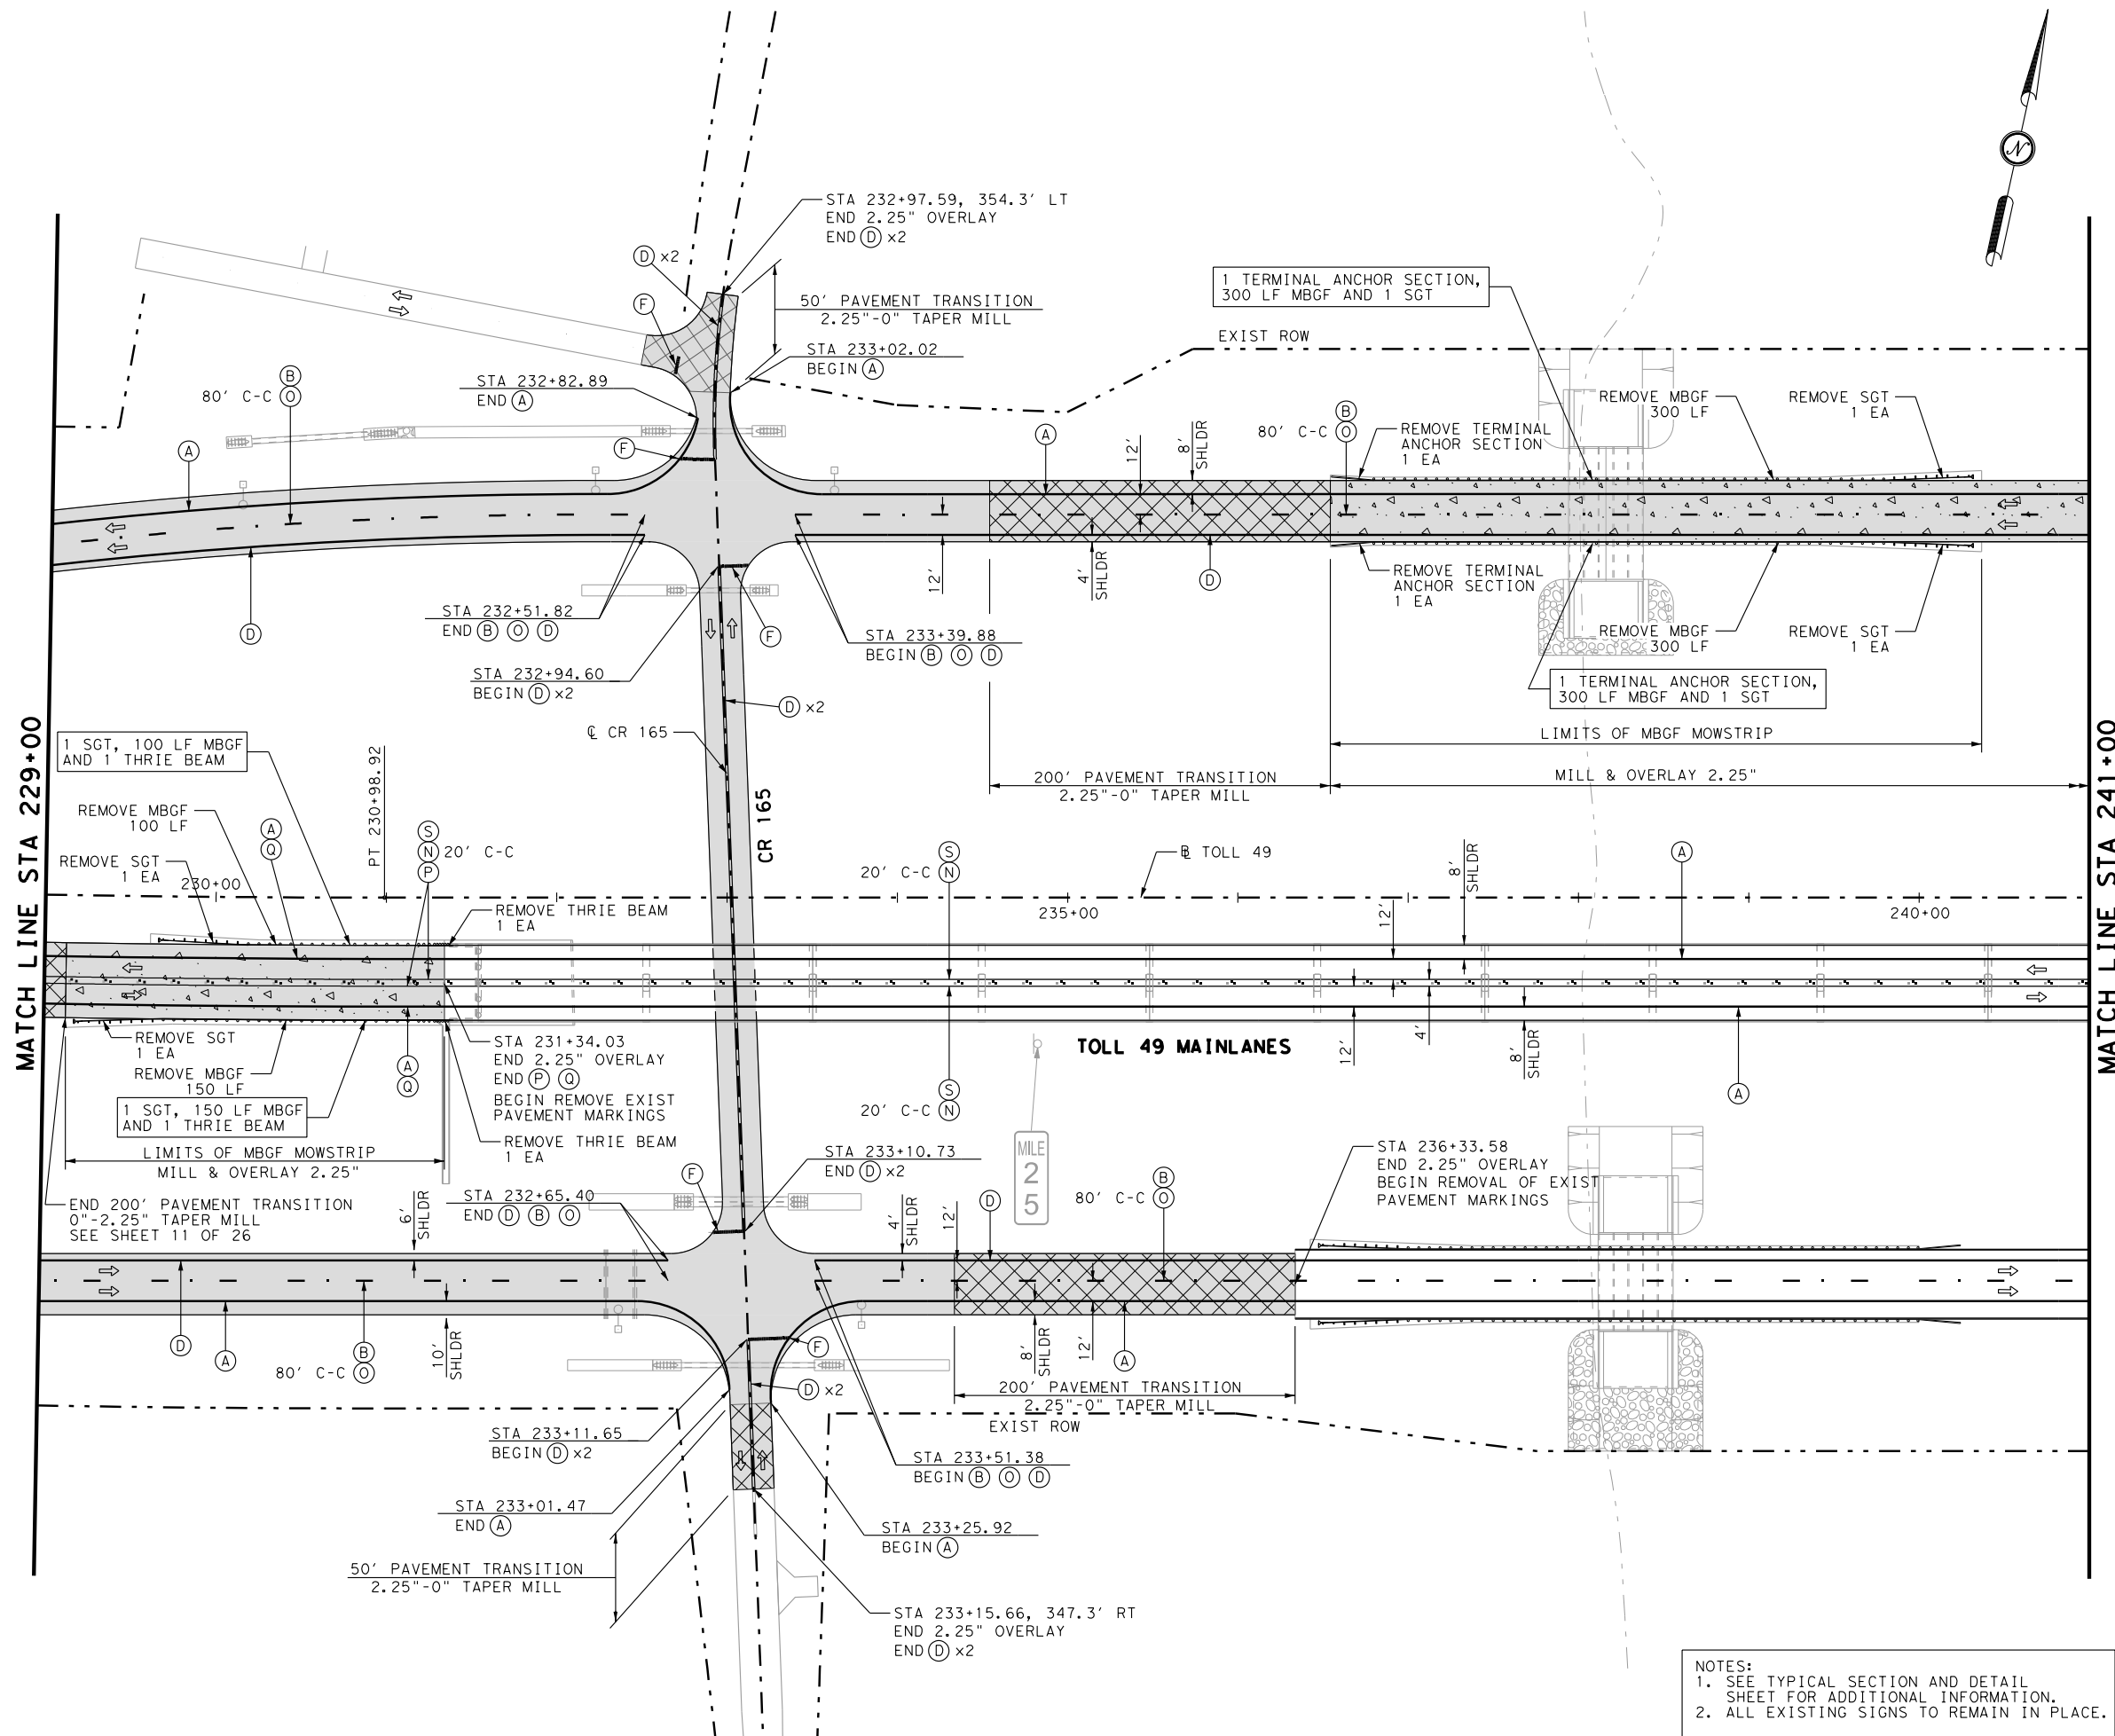 STA 232+97.59, 354.3' LT
END 2.25" OVERLAY
END D x2
D x2
F
50' PAVEMENT TRANSITION
2.25"-0" TAPER MILL
STA 233+02.02
BEGIN A
STA 232+82.89
END A
1 TERMINAL ANCHOR SECTION,
300 LF MBGF AND 1 SGT
EXIST ROW
N
B
80' C-C O
A
F
A
12'
8'
SHLDR
B
80' C-C O
REMOVE TERMINAL
ANCHOR SECTION
1 EA
REMOVE MBGF
300 LF
REMOVE SGT
1 EA
D
STA 232+51.82
END B O D
STA 232+94.60
BEGIN D x2
F
STA 233+39.88
BEGIN B O D
12'
4'
SHLDR
D
REMOVE TERMINAL
ANCHOR SECTION
1 EA
REMOVE MBGF
300 LF
REMOVE SGT
1 EA
1 TERMINAL ANCHOR SECTION,
300 LF MBGF AND 1 SGT
LIMITS OF MBGF MOWSTRIP
MILL & OVERLAY 2.25"
200' PAVEMENT TRANSITION
2.25"-0" TAPER MILL
D x2
℄ CR 165
CR 165
MATCH LINE STA 229+00
MATCH LINE STA 241+00
1 SGT, 100 LF MBGF
AND 1 THRIE BEAM
REMOVE MBGF
100 LF
REMOVE SGT
1 EA
A
Q
PT 230+98.92
S
N 20' C-C
P
230+00
REMOVE THRIE BEAM
1 EA
S
20' C-C N
BL TOLL 49
235+00
12'
8'
SHLDR
A
240+00
REMOVE SGT
1 EA
REMOVE MBGF
150 LF
1 SGT, 150 LF MBGF
AND 1 THRIE BEAM
A
Q
LIMITS OF MBGF MOWSTRIP
MILL & OVERLAY 2.25"
STA 231+34.03
END 2.25" OVERLAY
END P Q
BEGIN REMOVE EXIST
PAVEMENT MARKINGS
REMOVE THRIE BEAM
1 EA
S
20' C-C N
TOLL 49 MAINLANES
12'
4'
8'
SHLDR
A
END 200' PAVEMENT TRANSITION
0"-2.25" TAPER MILL
SEE SHEET 11 OF 26
STA 232+65.40
END D B O
F
STA 233+10.73
END D x2
MILE
2
5
6'
SHLDR
4'
SHLDR
12'
D
B
80' C-C O
STA 236+33.58
END 2.25" OVERLAY
BEGIN REMOVAL OF EXIST
PAVEMENT MARKINGS
D
A
B
80' C-C O
10'
SHLDR
F
8'
SHLDR
12'
A
D x2
200' PAVEMENT TRANSITION
2.25"-0" TAPER MILL
EXIST ROW
STA 233+11.65
BEGIN D x2
STA 233+51.38
BEGIN B O D
STA 233+01.47
END A
STA 233+25.92
BEGIN A
50' PAVEMENT TRANSITION
2.25"-0" TAPER MILL
STA 233+15.66, 347.3' RT
END 2.25" OVERLAY
END D x2
NOTES:
1. SEE TYPICAL SECTION AND DETAIL
SHEET FOR ADDITIONAL INFORMATION.
2. ALL EXISTING SIGNS TO REMAIN IN PLACE.